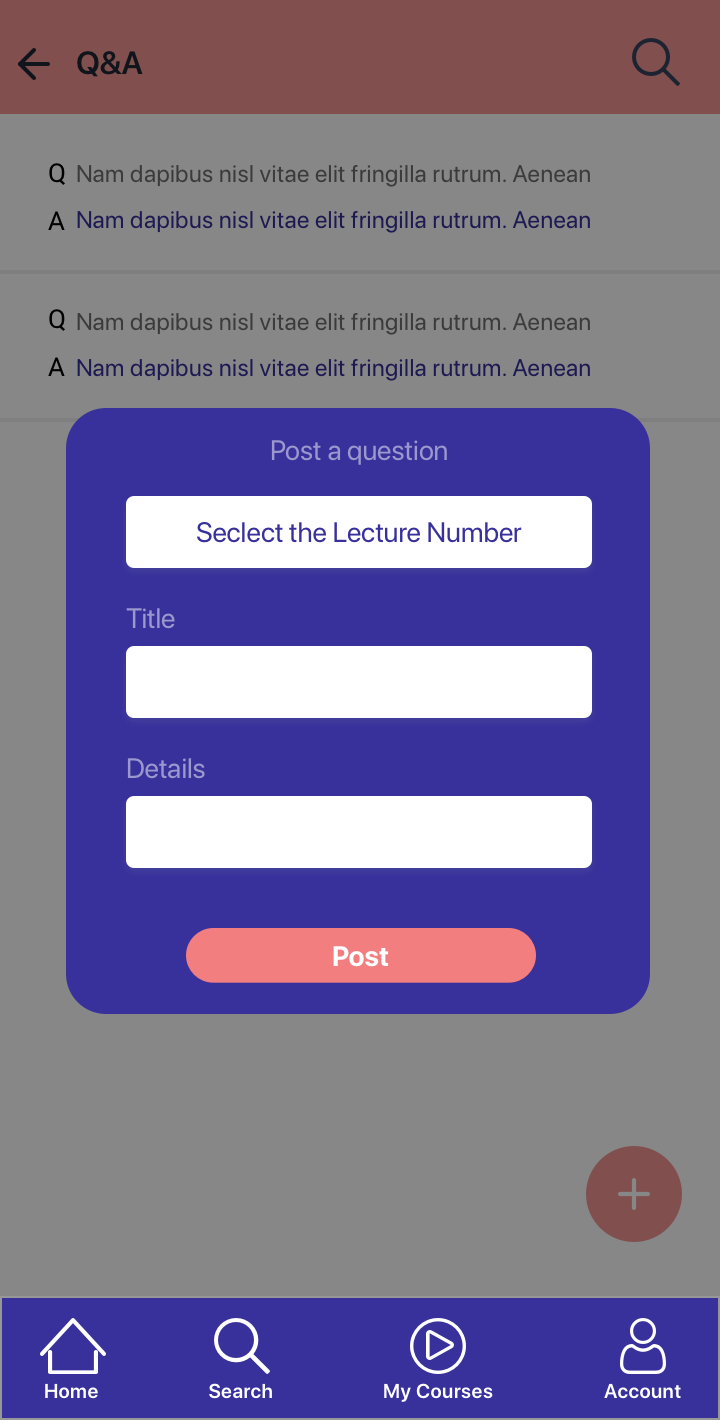 Q&A
Q Nam dapibus nisl vitae elit fringilla rutrum. Aenean
A Nam dapibus nisl vitae elit fringilla rutrum. Aenean
Q Nam dapibus nisl vitae elit fringilla rutrum. Aenean
A Nam dapibus nisl vitae elit fringilla rutrum. Aenean
Post a question
Seclect the Lecture Number
Title
Details
Post
Home Search My Courses Account